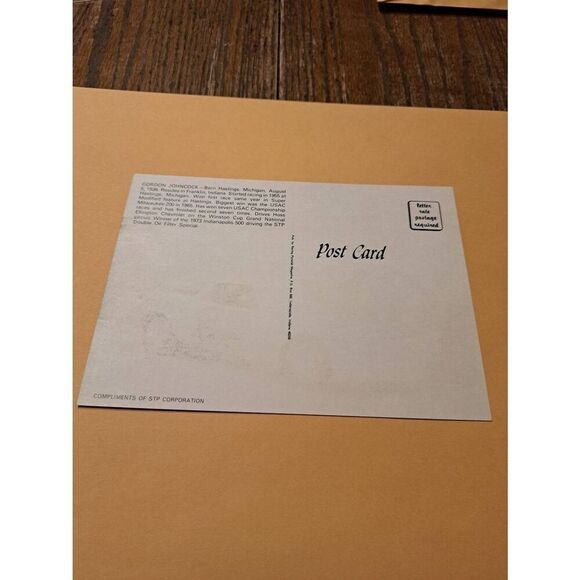 GORDON JOHNCOCK—Born Hastings, Michigan, August
5, 1936. Resides in Franklin, Indiana. Started racing in 1955 at
Hastings, Michigan. Won first race same year in Super
Modified feature at Hastings. Biggest win was the USAC
Milwaukee 200 in 1965. Has won seven USAC Championship
races and has finished second seven times. Drives Hoss
Ellington Chevrolet on the Winston Cup Grand National
circuit. Winner of the 1973 Indianapolis 500 driving the STP
Double Oil Filter Special.
letter
rate
postage
required
Post Card
COMPLIMENTS OF STP CORPORATION